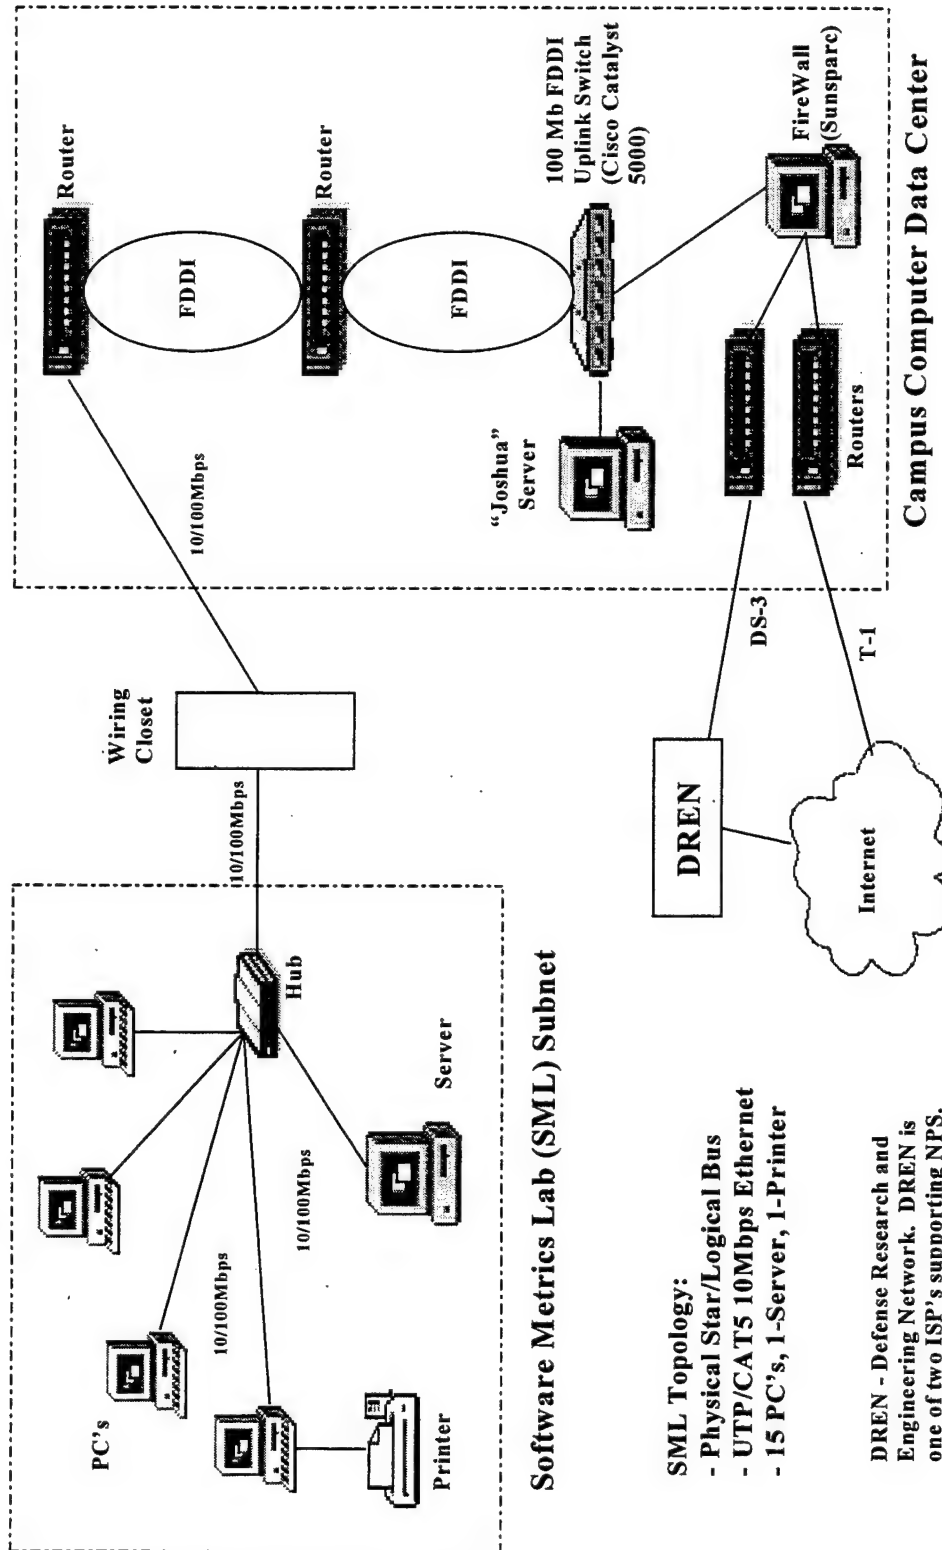 PC's
10/100Mbps
10/100Mbps
Printer
Server
Hub
Software Metrics Lab (SML) Subnet
10/100Mbps
Wiring
Closet
10/100Mbps
Router
FDDI
Router
FDDI
100 Mb FDDI
Uplink Switch
(Cisco Catalyst
5000)
"Joshua"
Server
FireWall
(Sunsparc)
Routers
Campus Computer Data Center
DS-3
T-1
DREN
Internet
SML Topology:
- Physical Star/Logical Bus
- UTP/CAT5 10Mbps Ethernet
- 15 PC's, 1-Server, 1-Printer
DREN - Defense Research and
Engineering Network. DREN is
one of two ISP's supporting NPS.